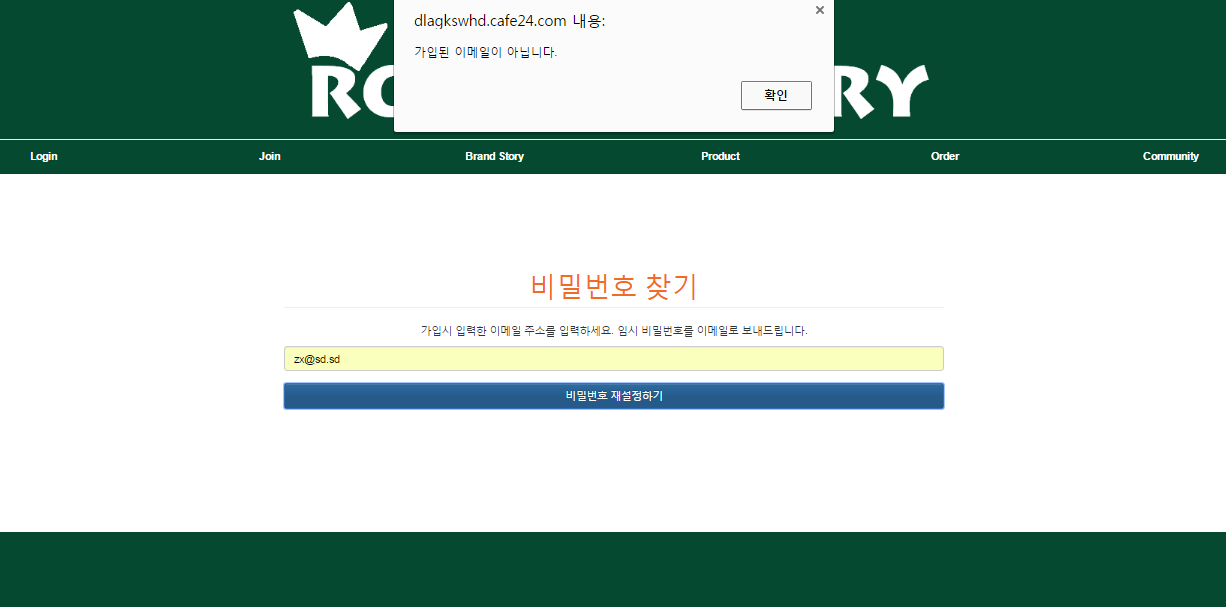 dlagkswhd.cafe24.com 내용:
가입된 이메일이 아닙니다.
확인
Login Join Brand Story Product Order Community
비밀번호 찾기
가입시 입력한 이메일 주소를 입력하세요. 임시 비밀번호를 이메일로 보내드립니다.
zx@sd.sd
비밀번호 재설정하기